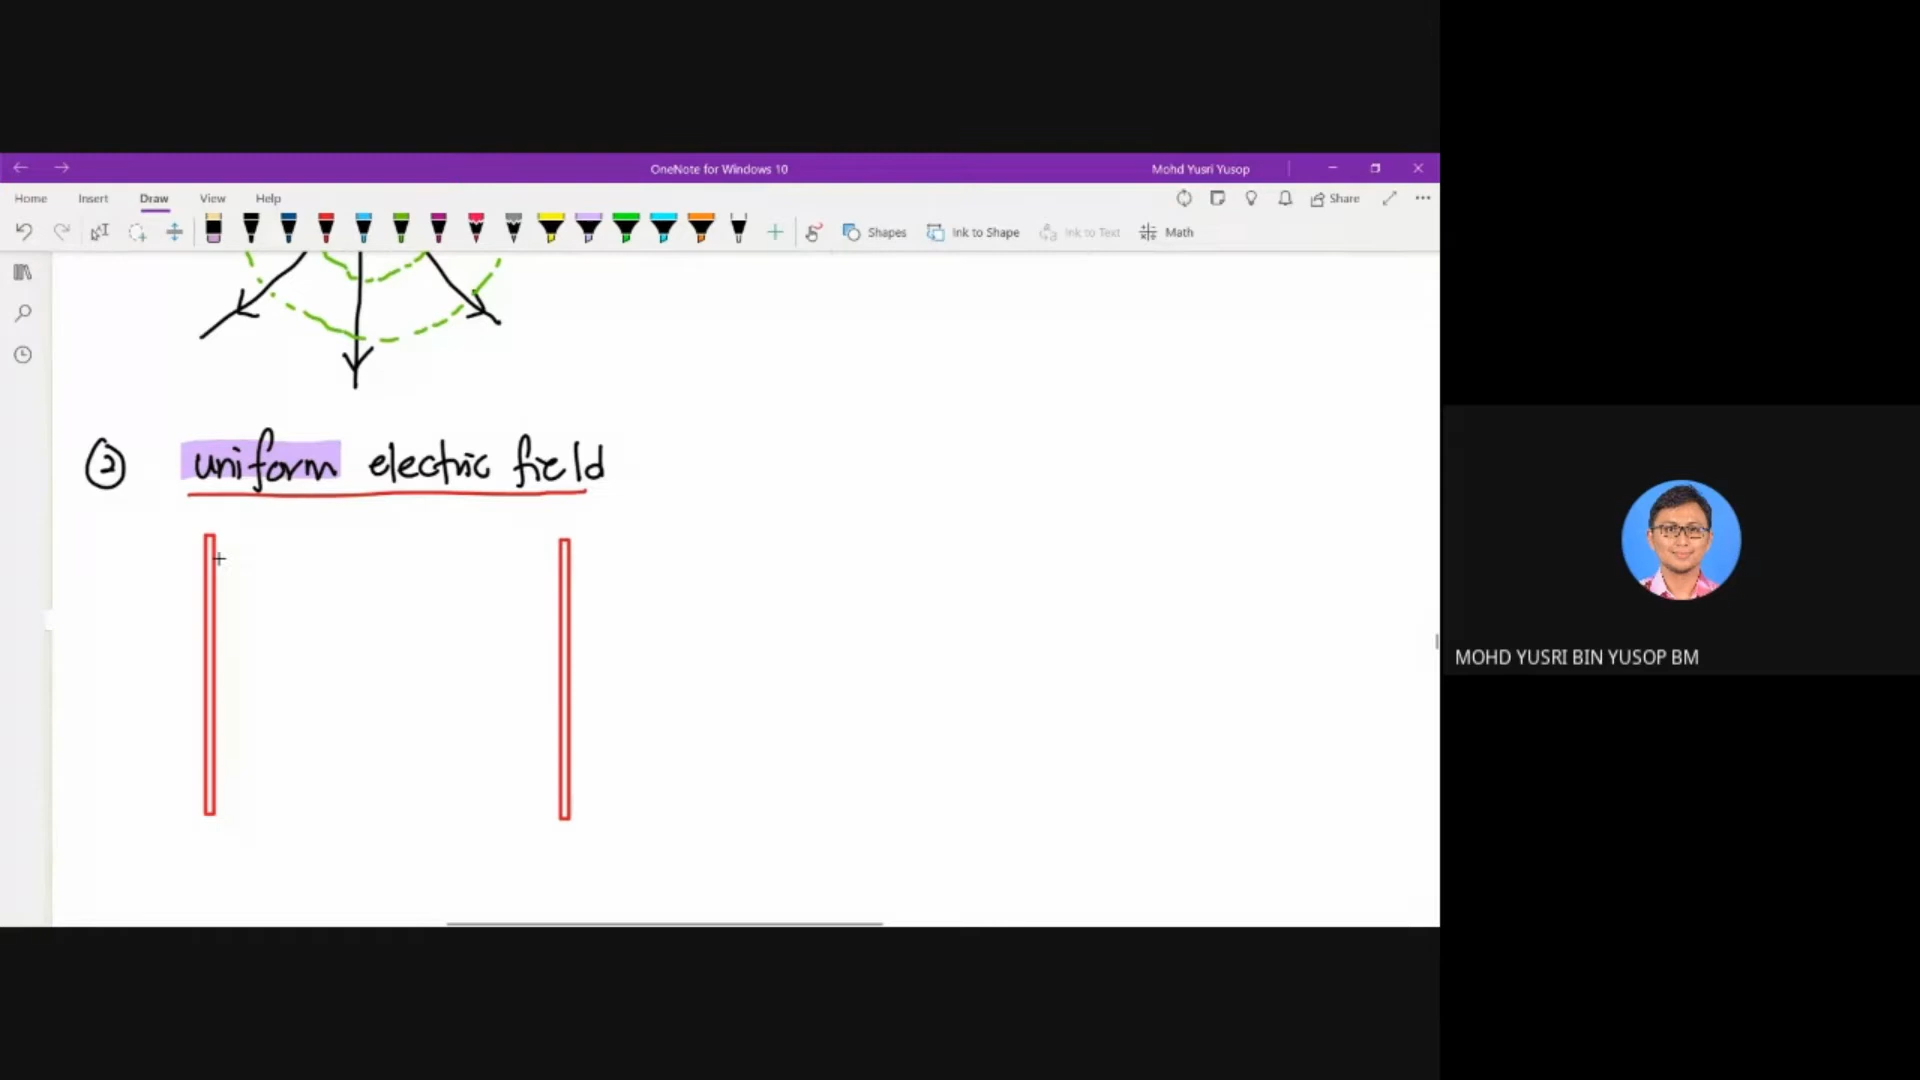 OneNote for Windows 10
Mohd Yusri Yusop
Home Insert Draw View Help
Share
Shapes Ink to Shape Ink to Text Math
② uniform electric field
MOHD YUSRI BIN YUSOP BM